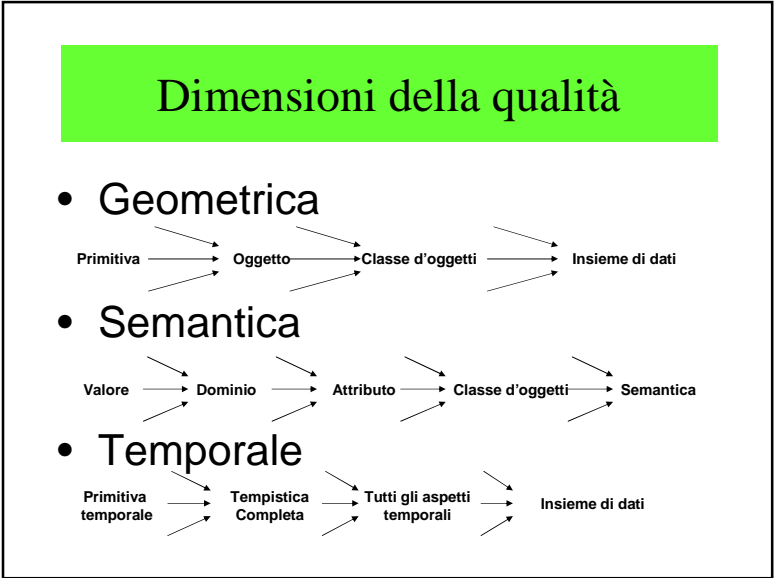 Dimensioni della qualità
• Geometrica
Primitiva Oggetto Classe d'oggetti Insieme di dati
• Semantica
Valore Dominio Attributo Classe d'oggetti Semantica
• Temporale
Primitiva Tempistica Tutti gli aspetti
temporale Completa temporali Insieme di dati